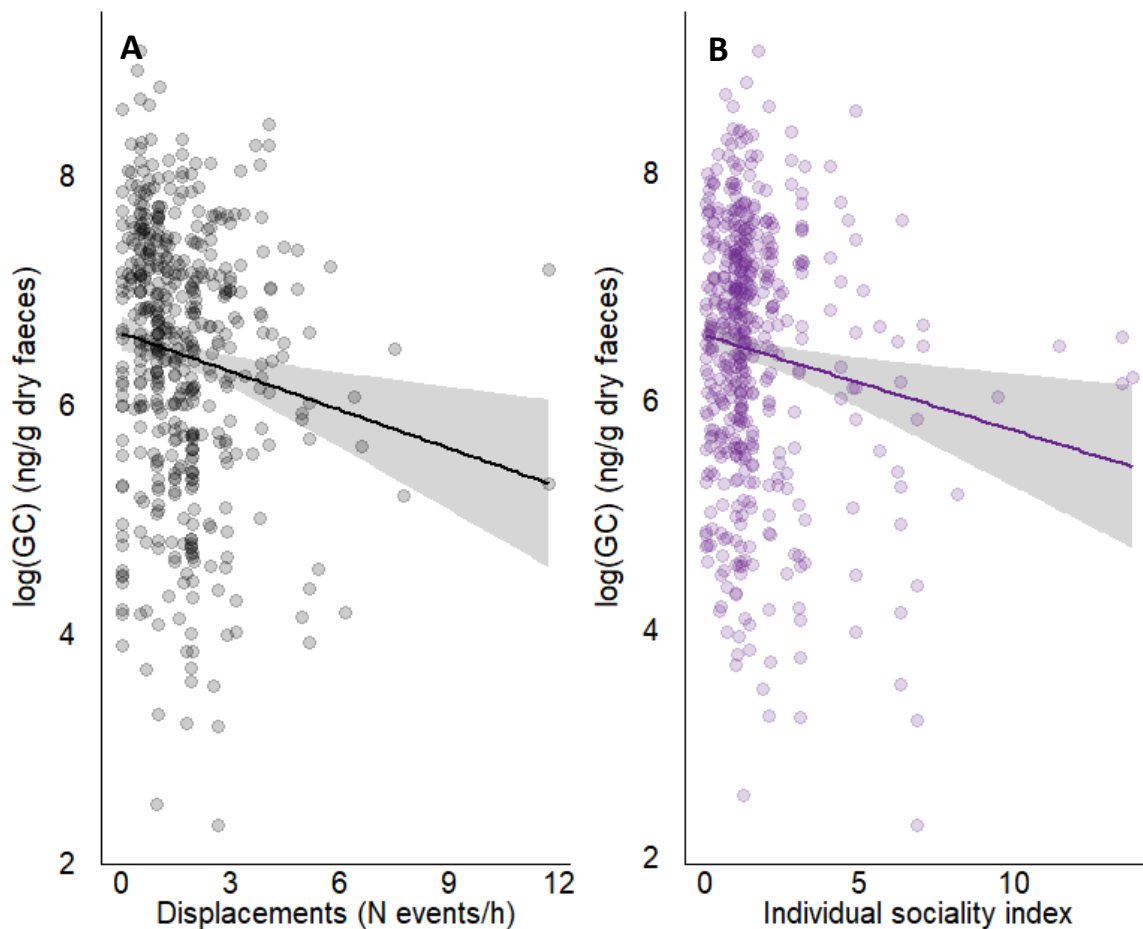 A
log(GC) (ng/g dry faeces)
8
6
4
2
0 3 6 9 12
Displacements (N events/h)
B
log(GC) (ng/g dry faeces)
8
6
4
2
0 5 10
Individual sociality index